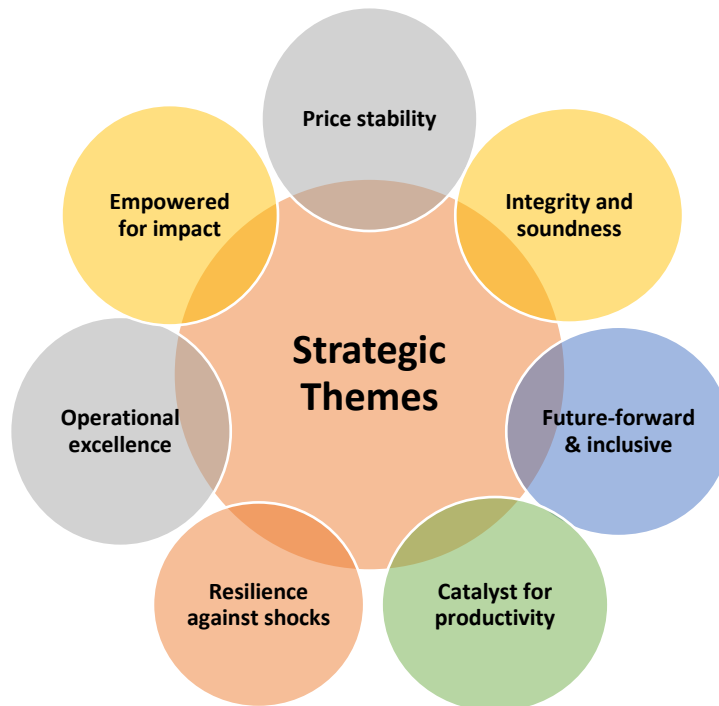 Price stability
Integrity and
soundness
Future-forward
& inclusive
Catalyst for
productivity
Resilience
against shocks
Operational
excellence
Empowered
for impact
Strategic
Themes